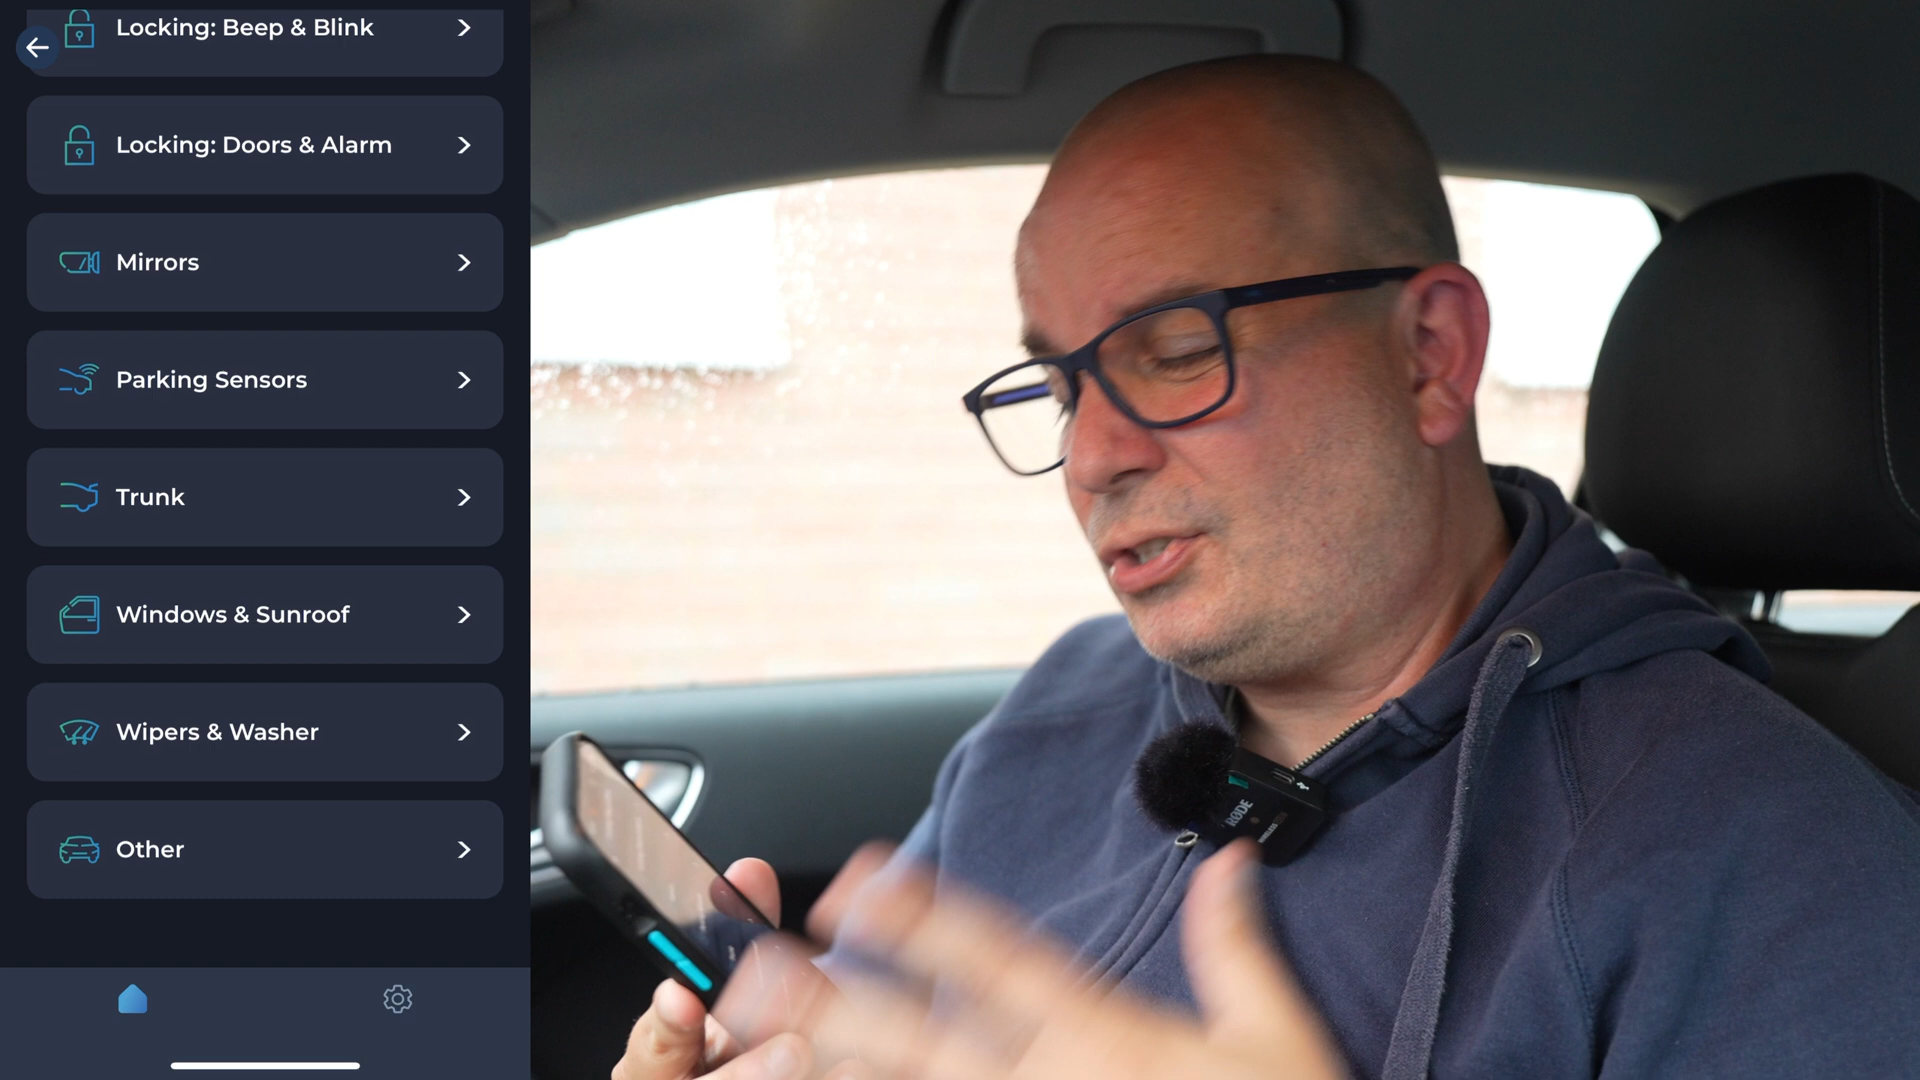 Locking: Beep & Blink
Locking: Doors & Alarm
Mirrors
Parking Sensors
Trunk
Windows & Sunroof
Wipers & Washer
Other
RØDE